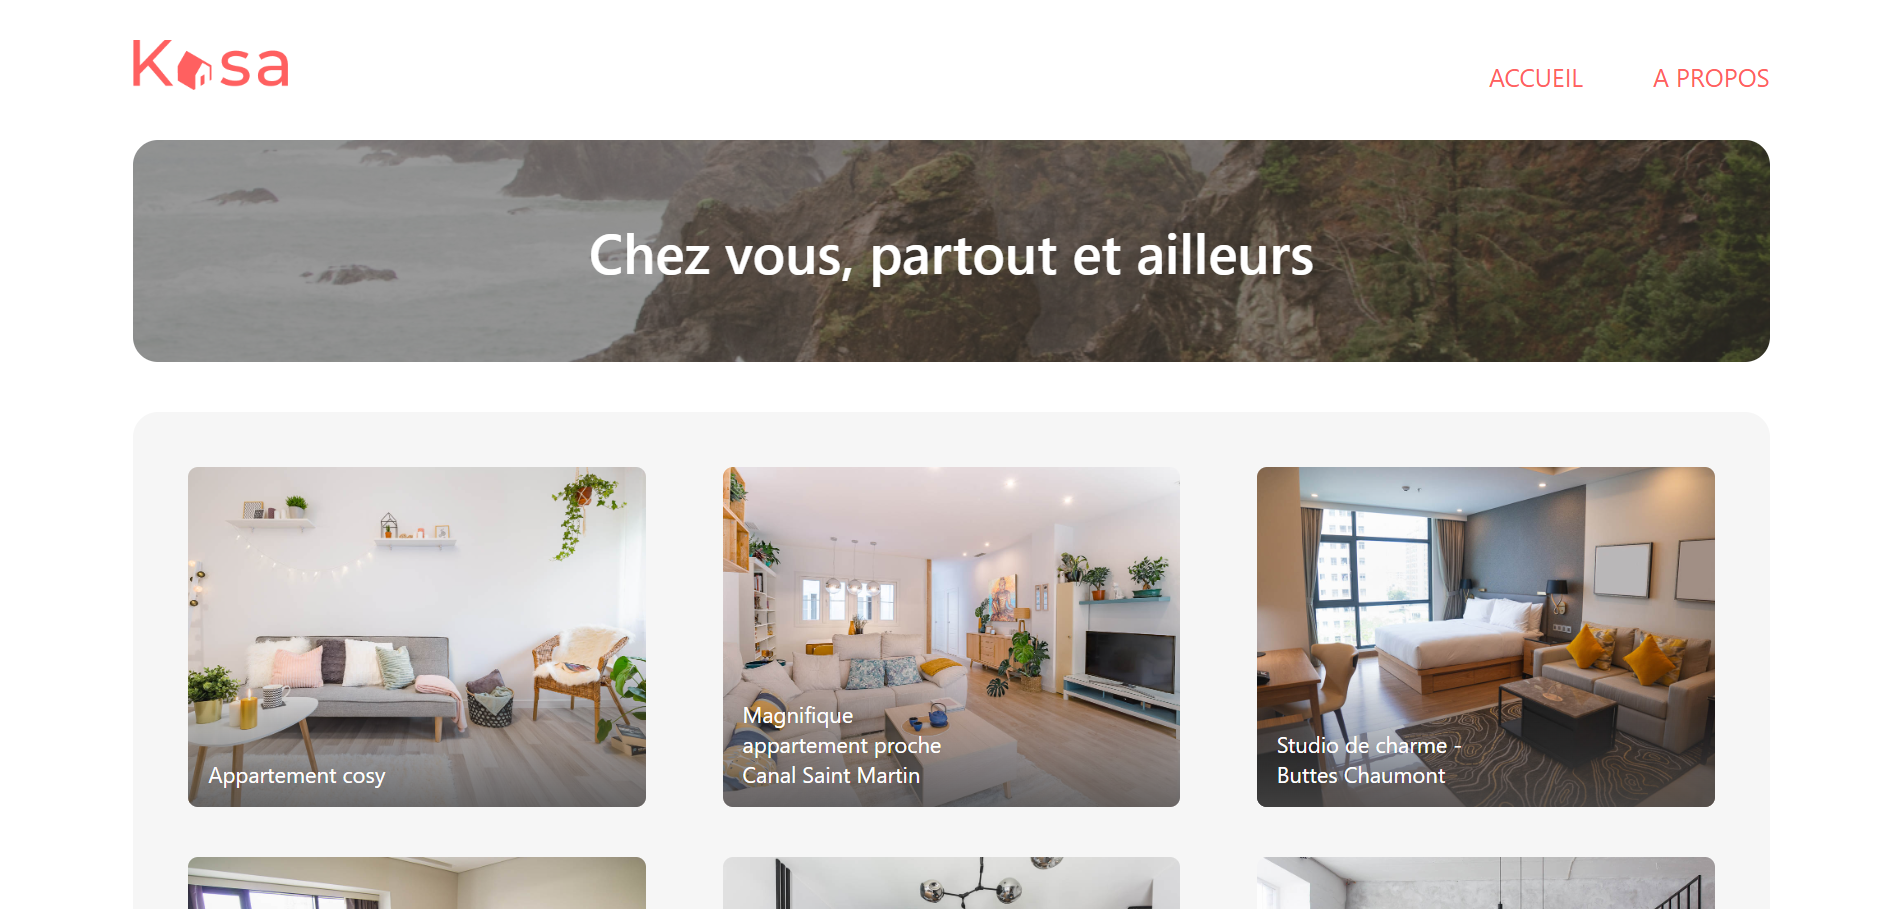 Kasa
ACCUEIL
A PROPOS
Chez vous, partout et ailleurs
Appartement cosy
Magnifique
appartement proche
Canal Saint Martin
Studio de charme -
Buttes Chaumont